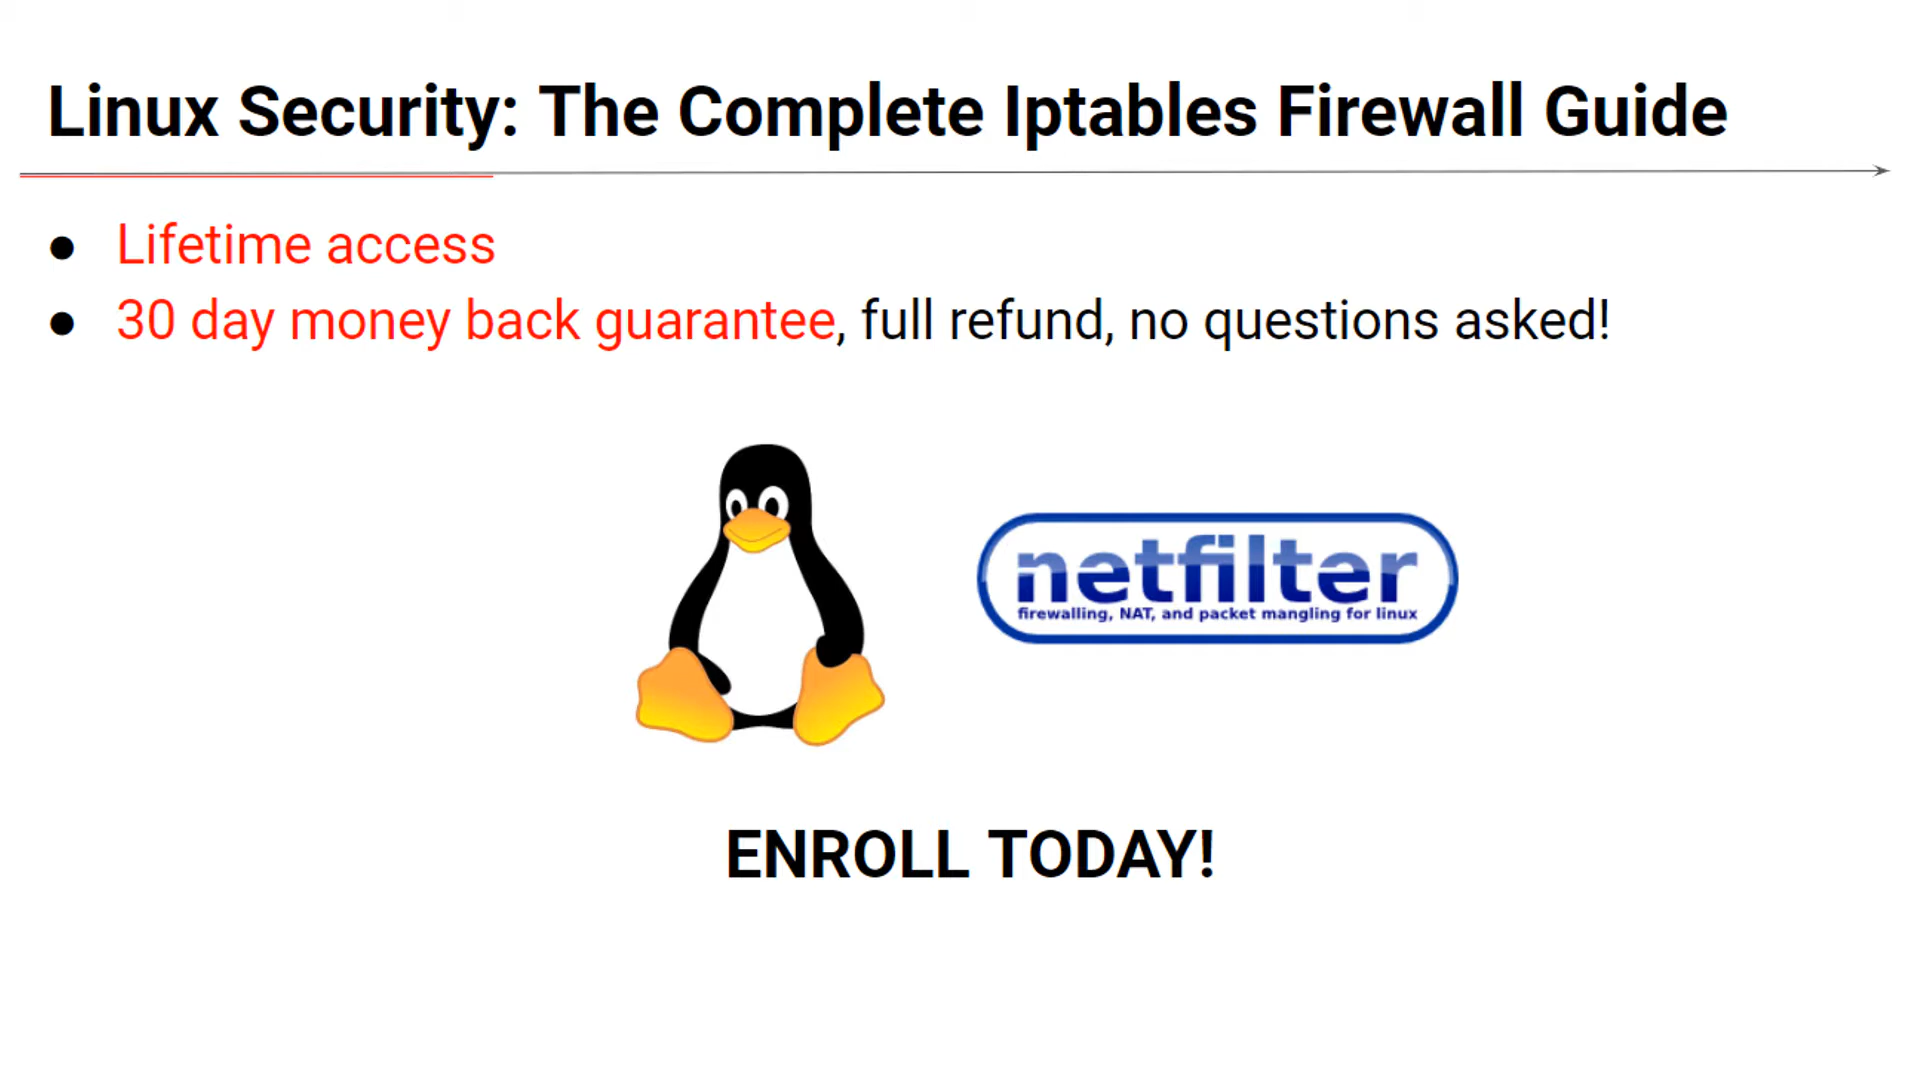 Linux Security: The Complete Iptables Firewall Guide
● Lifetime access
● 30 day money back guarantee, full refund, no questions asked!
netfilter
firewalling, NAT, and packet mangling for linux
ENROLL TODAY!